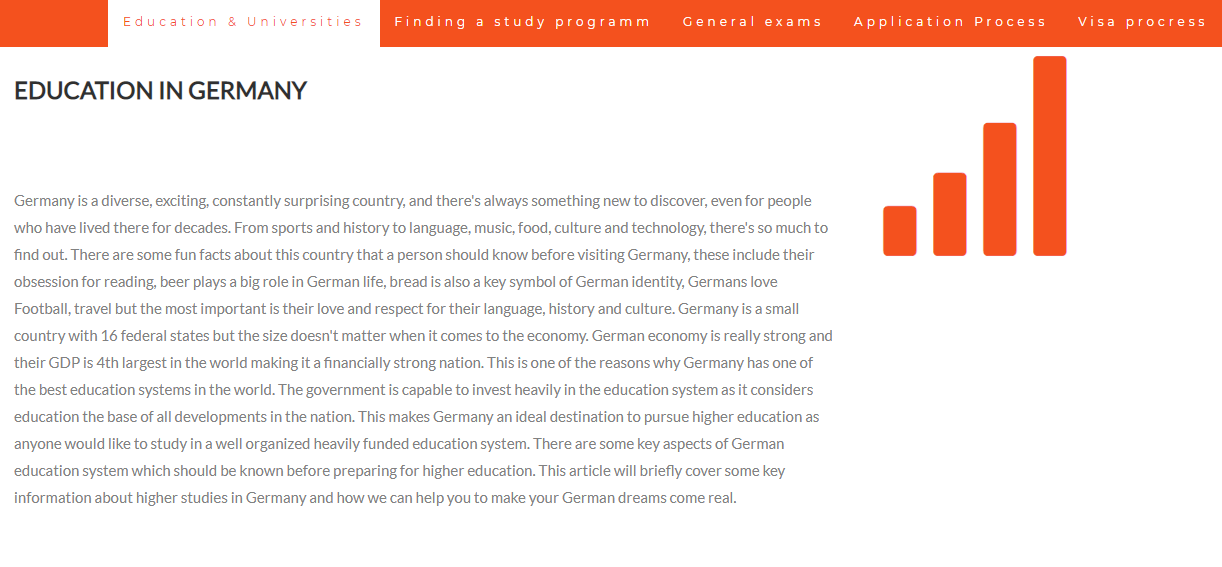 Education & Universities
Finding a study programm
General exams
Application Process
Visa procress
EDUCATION IN GERMANY
Germany is a diverse, exciting, constantly surprising country, and there's always something new to discover, even for people
who have lived there for decades. From sports and history to language, music, food, culture and technology, there's so much to
find out. There are some fun facts about this country that a person should know before visiting Germany, these include their
obsession for reading, beer plays a big role in German life, bread is also a key symbol of German identity, Germans love
Football, travel but the most important is their love and respect for their language, history and culture. Germany is a small
country with 16 federal states but the size doesn't matter when it comes to the economy. German economy is really strong and
their GDP is 4th largest in the world making it a financially strong nation. This is one of the reasons why Germany has one of
the best education systems in the world. The government is capable to invest heavily in the education system as it considers
education the base of all developments in the nation. This makes Germany an ideal destination to pursue higher education as
anyone would like to study in a well organized heavily funded education system. There are some key aspects of German
education system which should be known before preparing for higher education. This article will briefly cover some key
information about higher studies in Germany and how we can help you to make your German dreams come real.